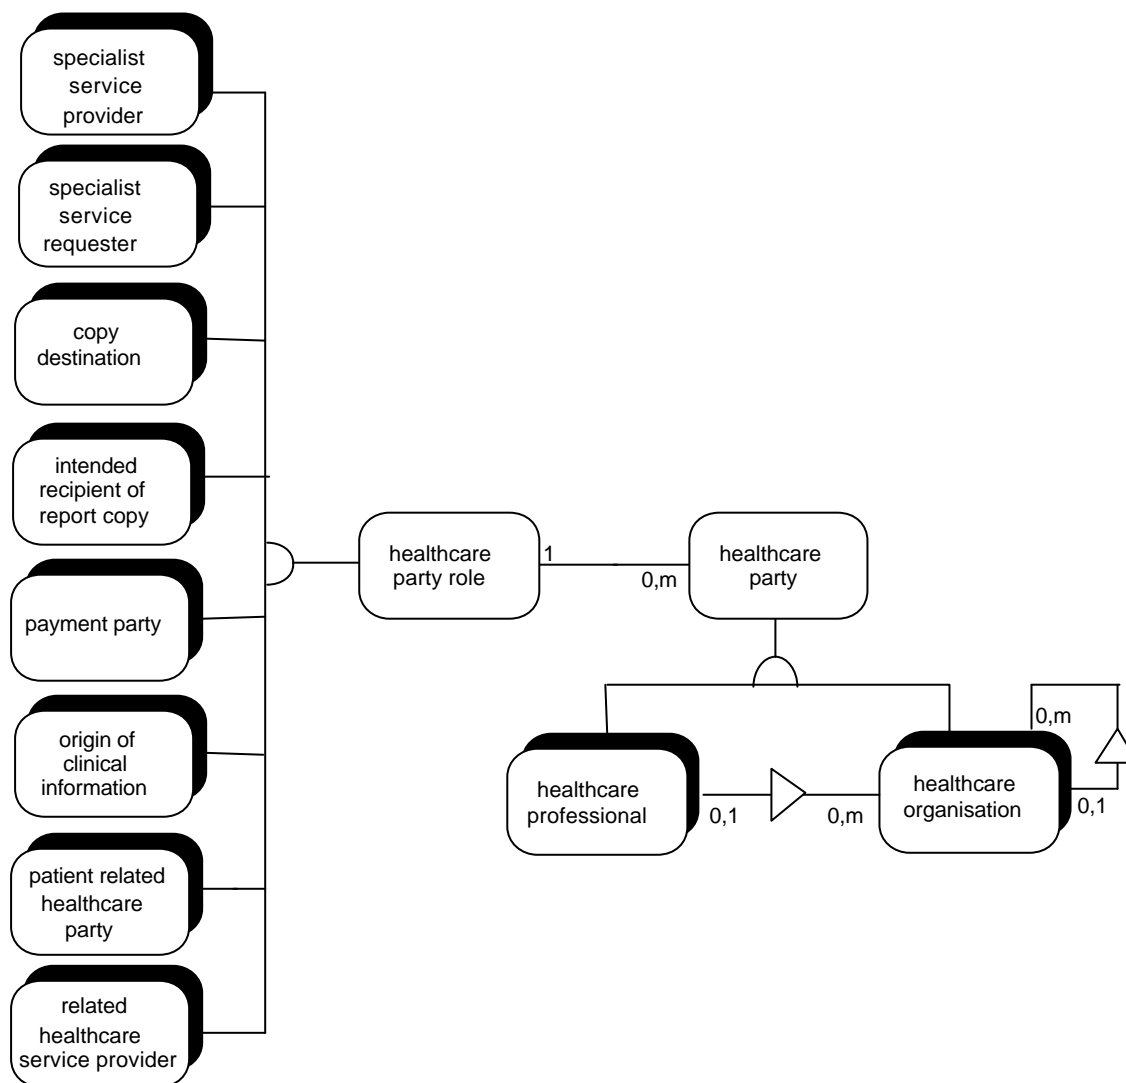 specialist
service
provider
specialist
service
requester
copy
destination
intended
recipient of
report copy
payment party
origin of
clinical
information
patient related
healthcare
party
related
healthcare
service provider
healthcare
party role
1
0,m
healthcare
party
healthcare
professional
0,1
0,m
healthcare
organisation
0,m
0,1